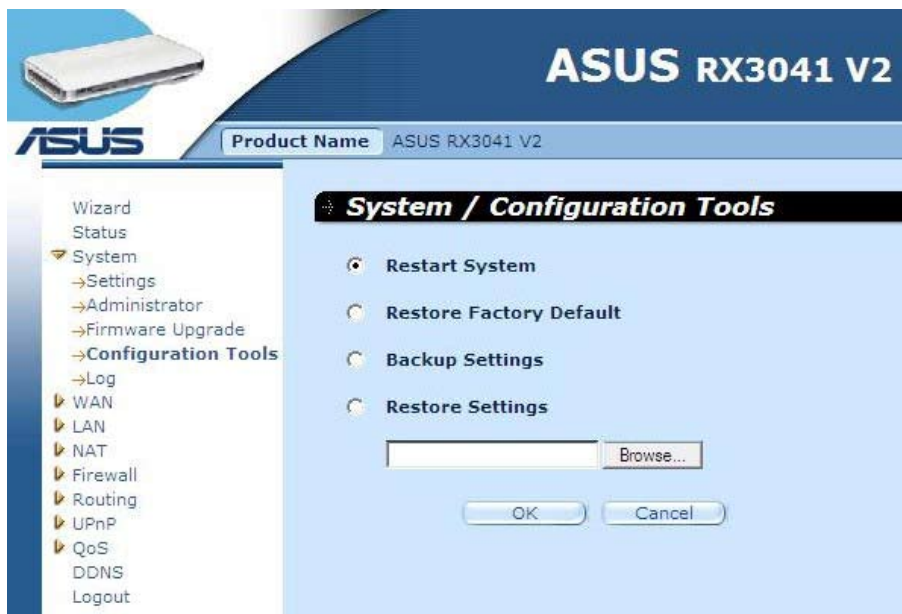 ASUS RX3041 V2
ASUS
Product Name ASUS RX3041 V2
Wizard
Status
System
→Settings
→Administrator
→Firmware Upgrade
→Configuration Tools
→Log
WAN
LAN
NAT
Firewall
Routing
UPnP
QoS
DDNS
Logout
System / Configuration Tools
Restart System
Restore Factory Default
Backup Settings
Restore Settings
Browse...
OK Cancel